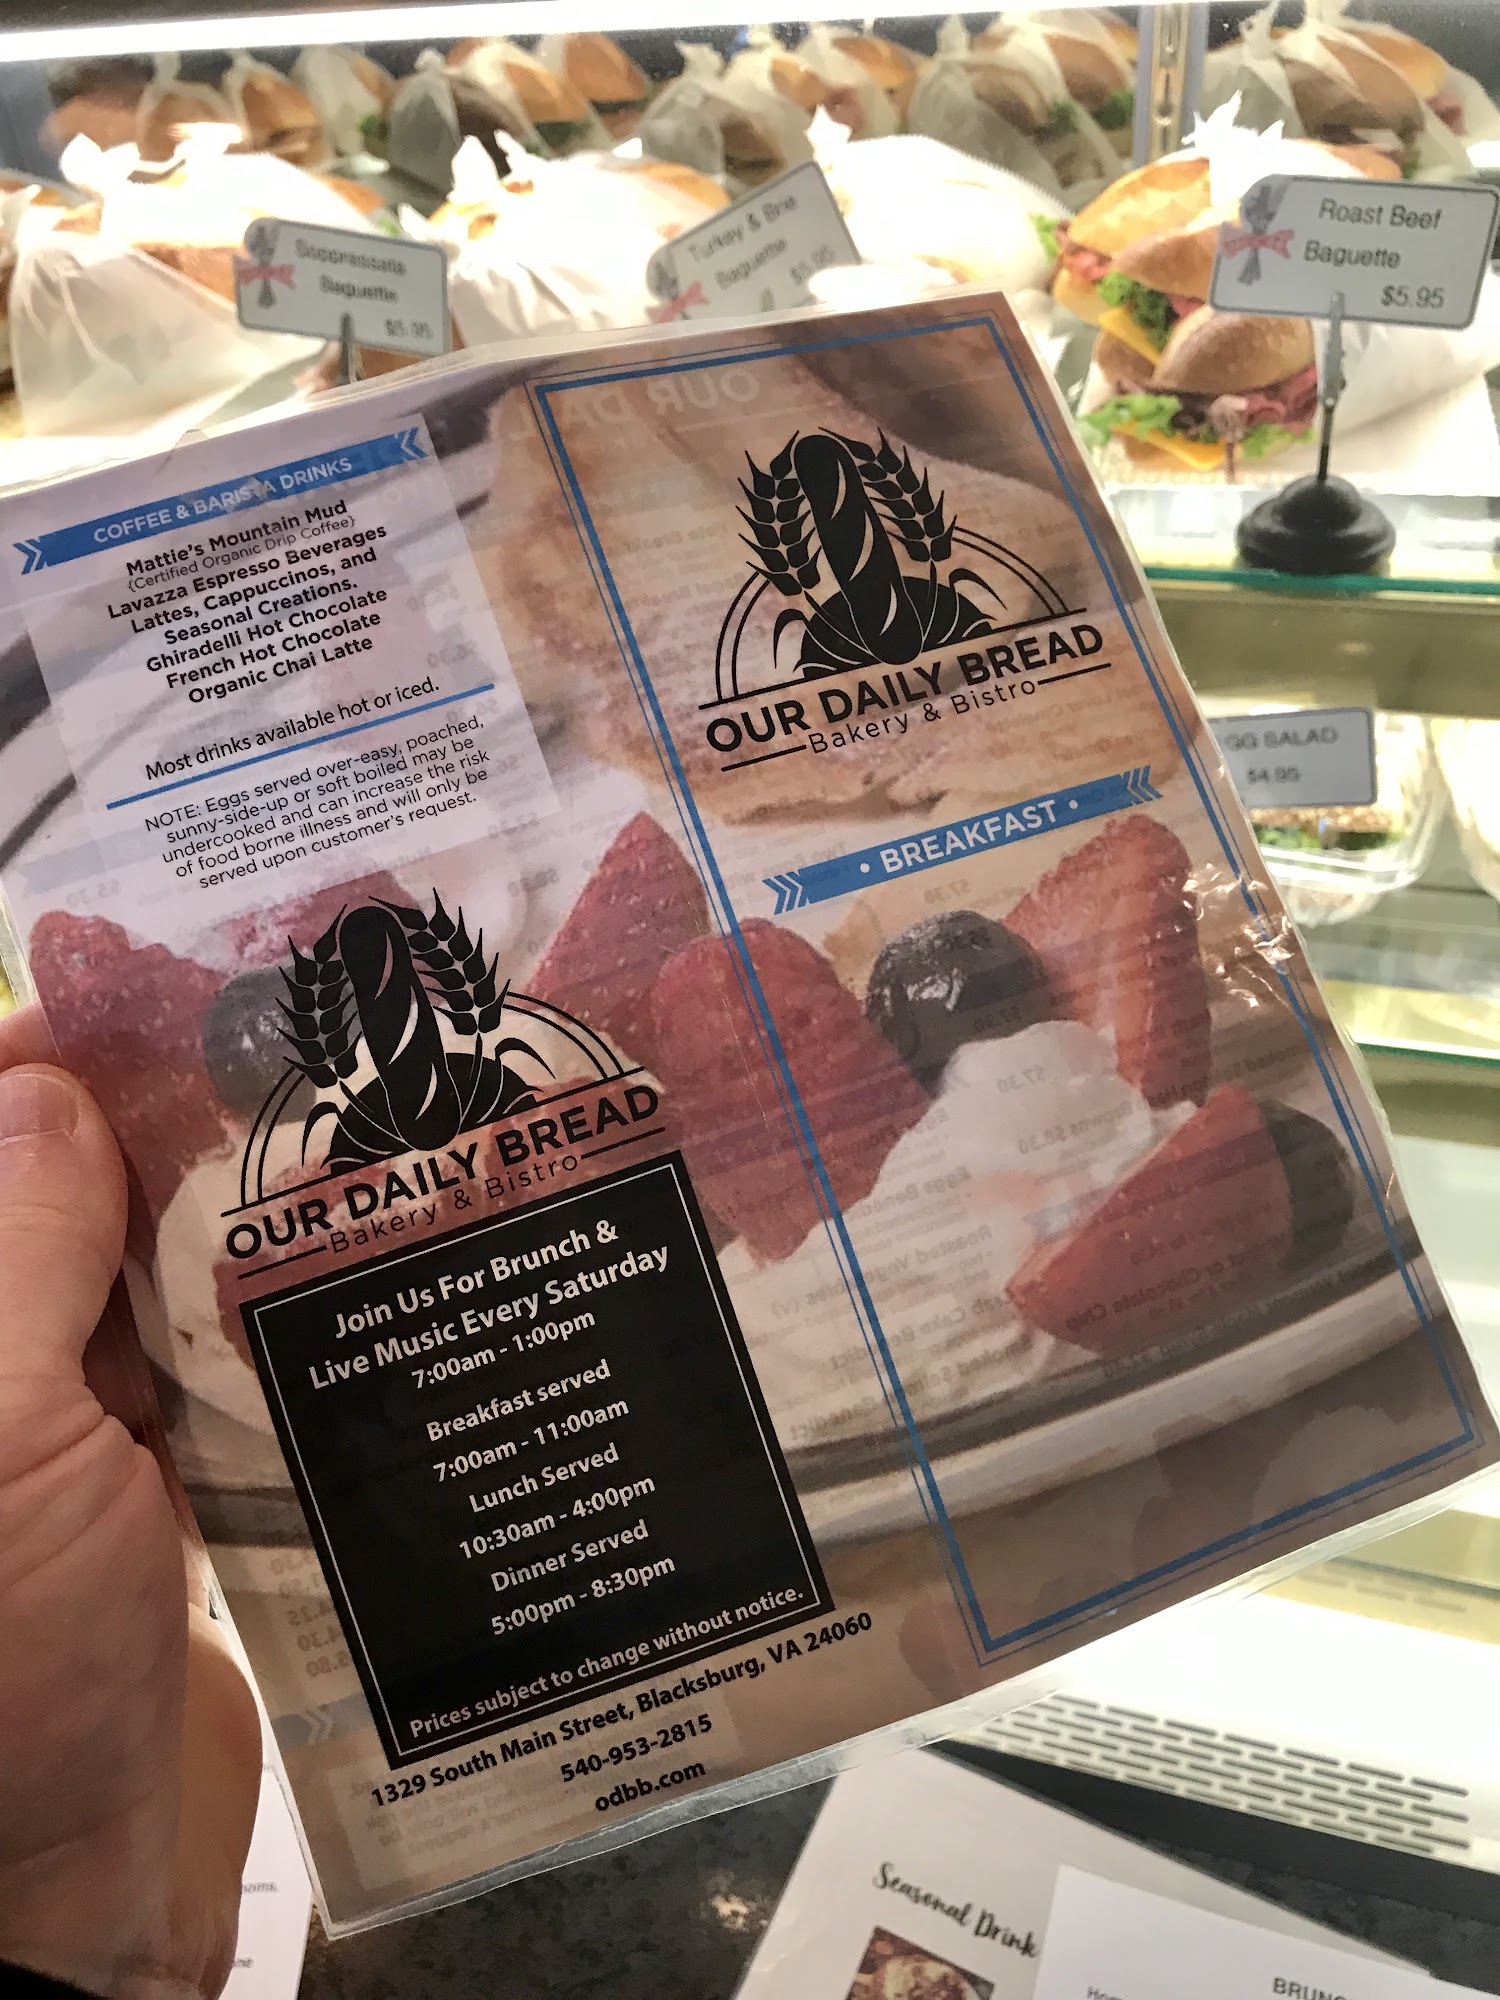 Soppressata
Baguette
$5.95
Turkey & Brie
Baguette
$5.95
Roast Beef
Baguette
$5.95
GG SALAD
$4.95
COFFEE & BARISTA DRINKS
Mattie's Mountain Mud
{Certified Organic Drip Coffee}
Lavazza Espresso Beverages
Lattes, Cappuccinos, and
Seasonal Creations.
Ghiradelli Hot Chocolate
French Hot Chocolate
Organic Chai Latte
Most drinks available hot or iced.
NOTE: Eggs served over-easy, poached,
sunny-side-up or soft boiled may be
undercooked and can increase the risk
of food borne illness and will only be
served upon customer's request.
OUR DAILY BREAD
Bakery & Bistro
Join Us For Brunch &
Live Music Every Saturday
7:00am - 1:00pm
Breakfast served
7:00am - 11:00am
Lunch Served
10:30am - 4:00pm
Dinner Served
5:00pm - 8:30pm
Prices subject to change without notice.
1329 South Main Street, Blacksburg, VA 24060
540-953-2815
odbb.com
OUR DAILY BREAD
Bakery & Bistro
• BREAKFAST •
Seasonal Drink
BRUN